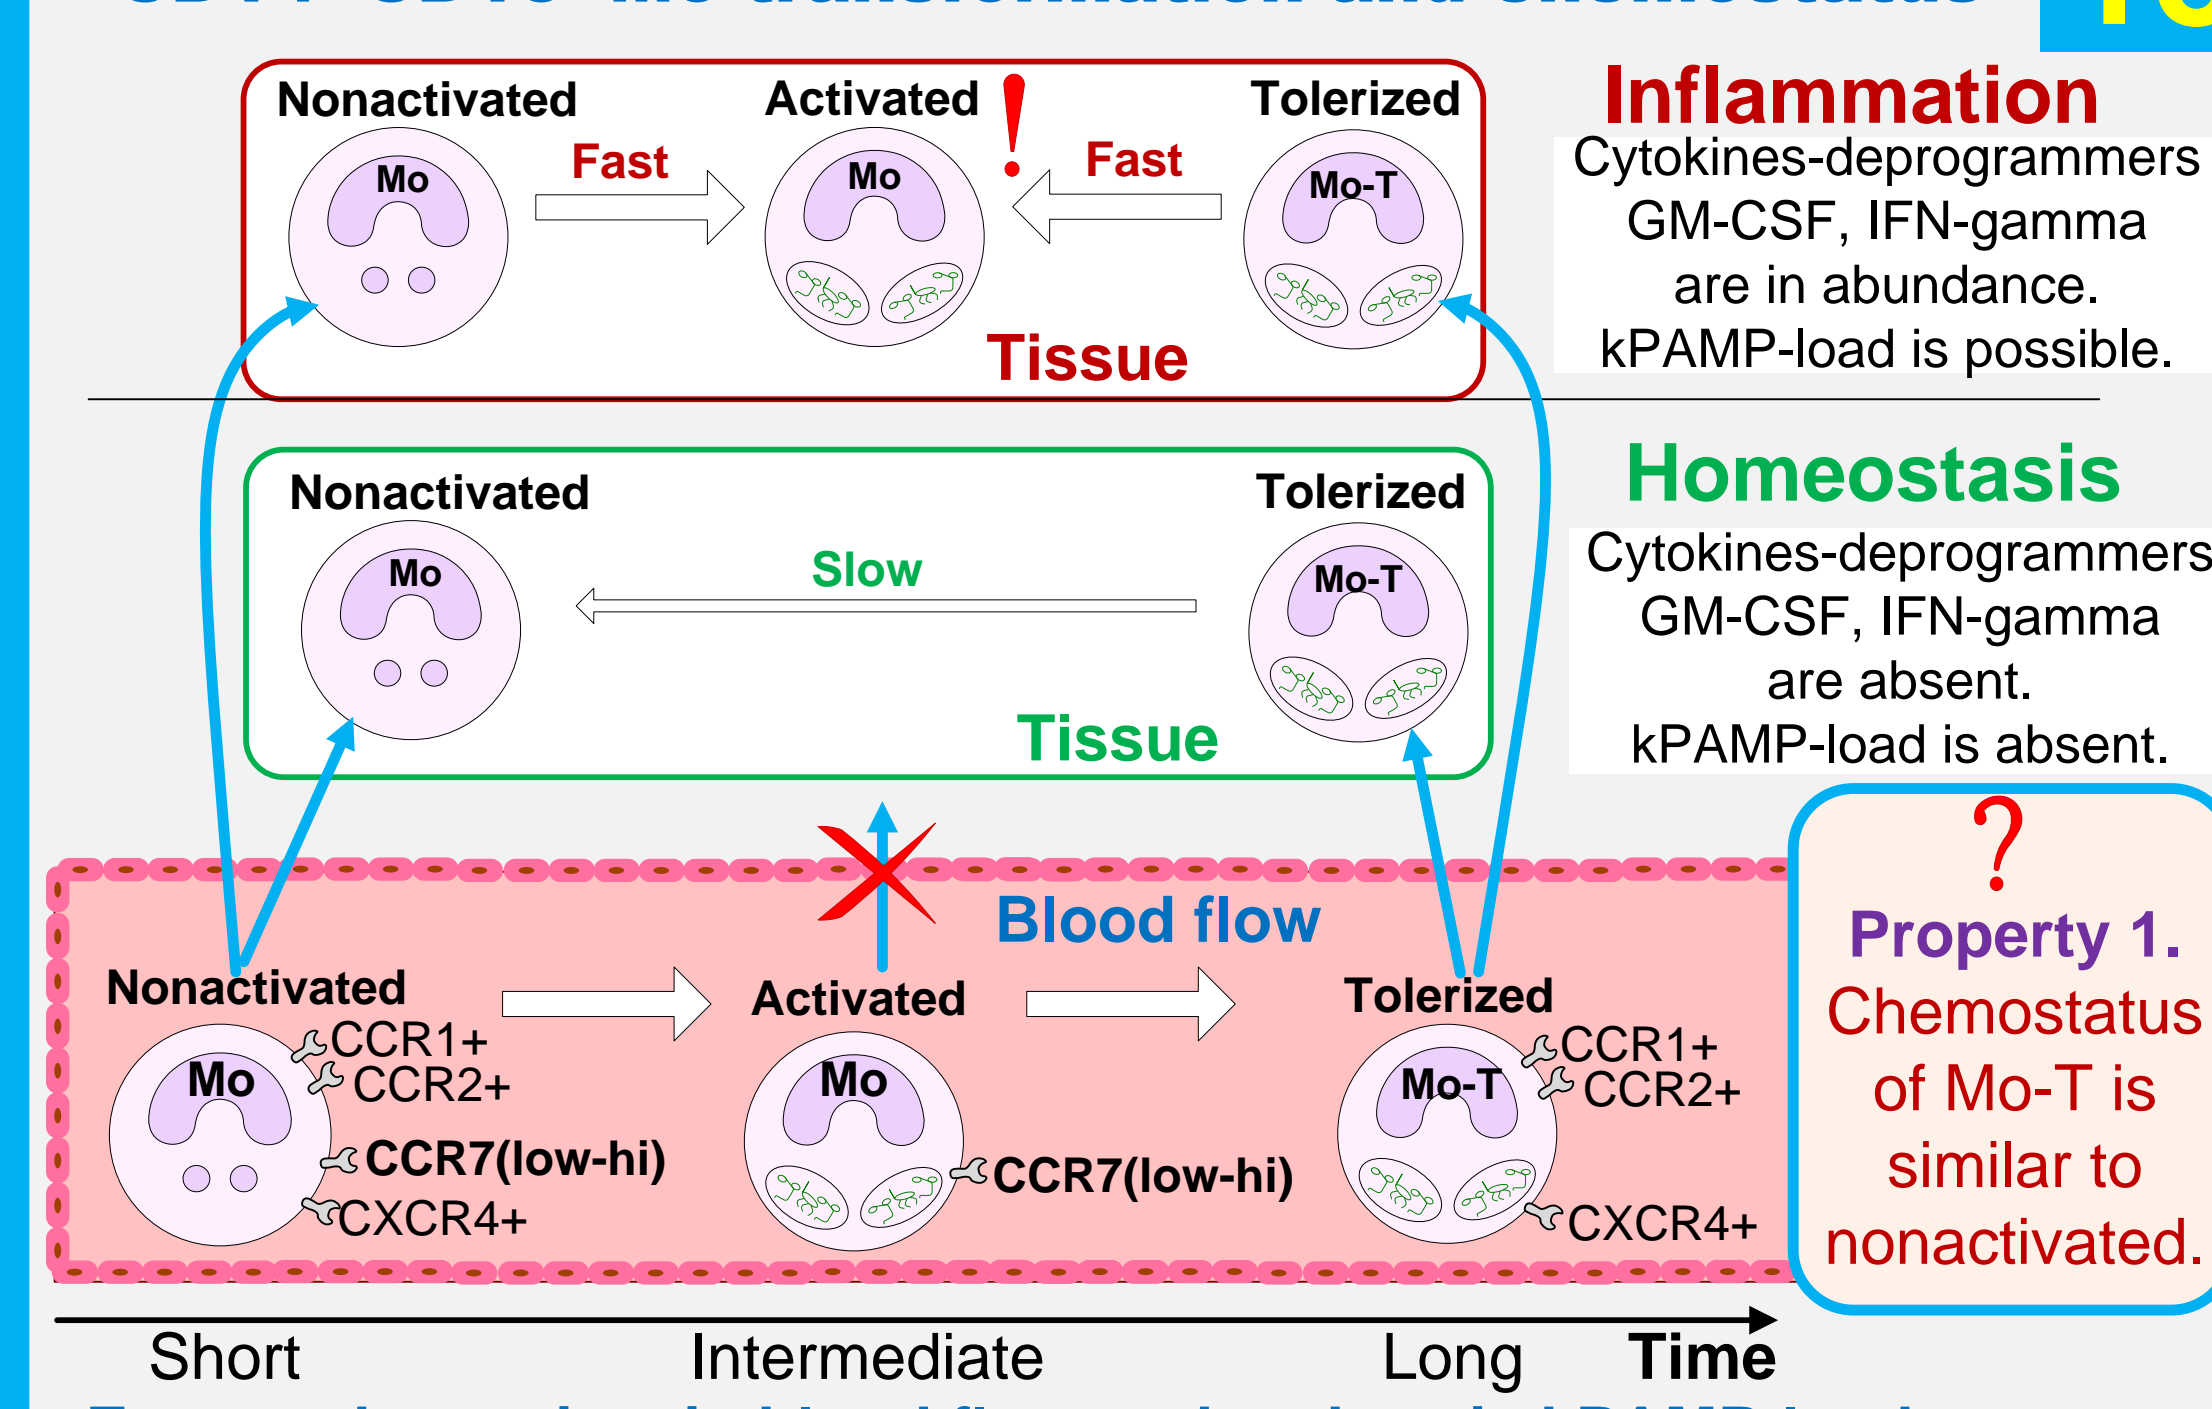 Inflammation
Nonactivated
Activated
!
Tolerized
Mo
Fast
Mo
Fast
Mo-T
Tissue
Cytokines-deprogrammers
GM-CSF, IFN-gamma
are in abundance.
kPAMP-load is possible.
Homeostasis
Nonactivated
Tolerized
Mo
Slow
Mo-T
Tissue
Cytokines-deprogrammers
GM-CSF, IFN-gamma
are absent.
kPAMP-load is absent.
Blood flow
Nonactivated
Activated
Tolerized
Mo
CCR1+
CCR2+
CCR7(low-hi)
CXCR4+
Mo
CCR7(low-hi)
Mo-T
CCR1+
CCR2+
CXCR4+
?
Property 1.
Chemostatus
of Mo-T is
similar to
nonactivated.
Short
Intermediate
Long
Time